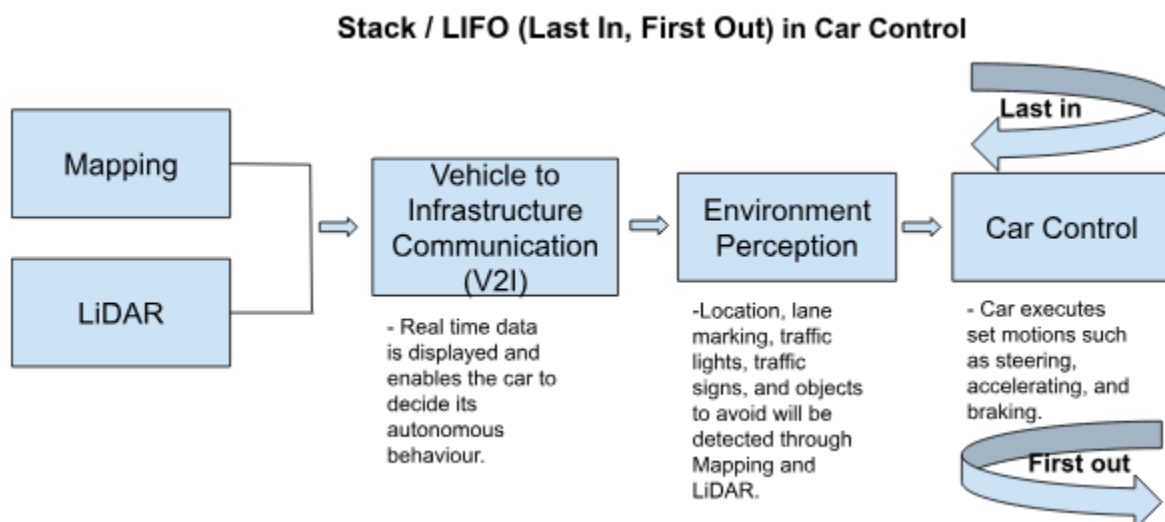 Stack / LIFO (Last In, First Out) in Car Control
Last in
Mapping
LiDAR
Vehicle to
Infrastructure
Communication
(V2I)
- Real time data
is displayed and
enables the car to
decide its
autonomous
behaviour.
Environment
Perception
-Location, lane
marking, traffic
lights, traffic
signs, and objects
to avoid will be
detected through
Mapping and
LiDAR.
Car Control
- Car executes
set motions such
as steering,
accelerating, and
braking.
First out